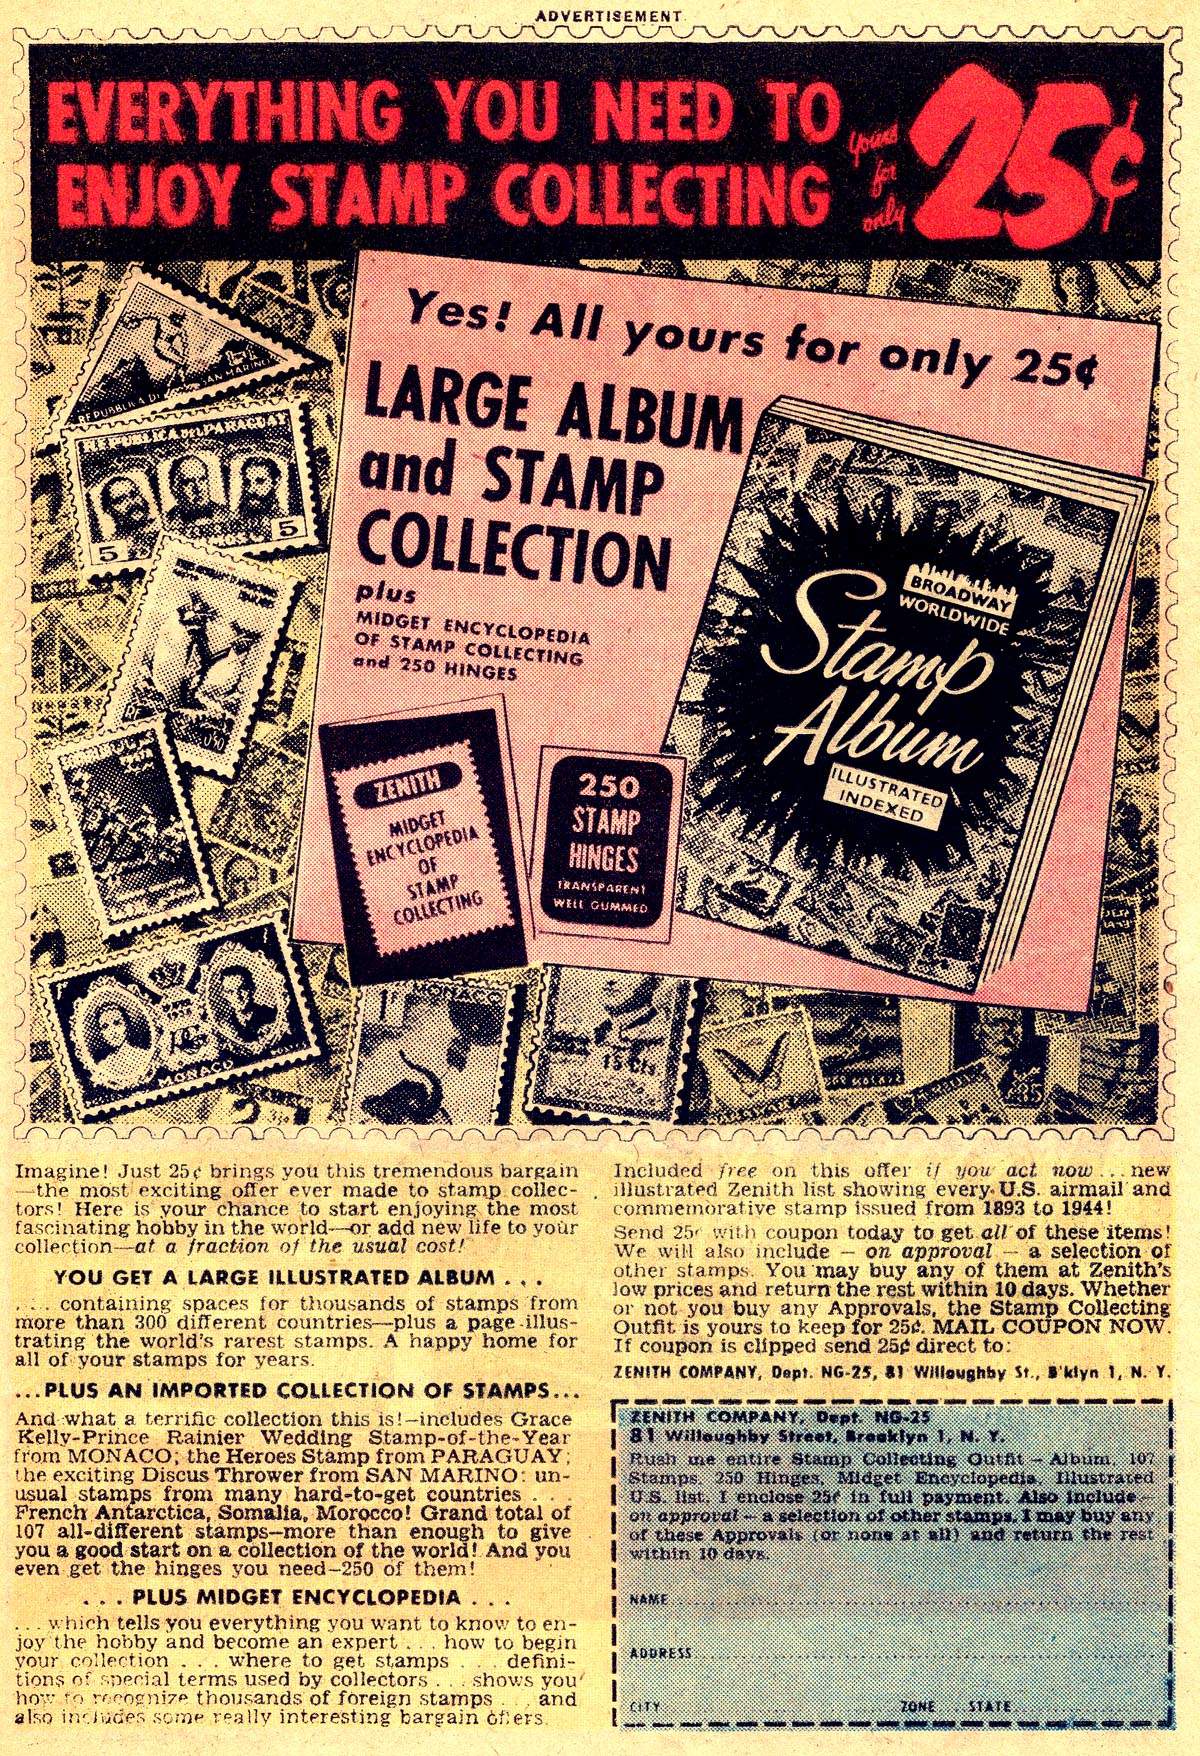 ADVERTISEMENT
EVERYTHING YOU NEED TO
ENJOY STAMP COLLECTING
yours
for
only
25¢
Yes! All yours for only 25¢
LARGE ALBUM
and STAMP
COLLECTION
plus
MIDGET ENCYCLOPEDIA
OF STAMP COLLECTING
and 250 HINGES
BROADWAY
WORLDWIDE
Stamp
Album
ILLUSTRATED
INDEXED
ZENITH
MIDGET
ENCYCLOPEDIA
OF
STAMP
COLLECTING
250
STAMP
HINGES
TRANSPARENT
WELL GUMMED
REPUBBLICA DI SAN MARINO
REPUBLICA DEL PARAGUAY
5 5
MONACO
MONACO
15 Cts
Imagine! Just 25¢ brings you this tremendous bargain
—the most exciting offer ever made to stamp collec-
tors! Here is your chance to start enjoying the most
fascinating hobby in the world—or add new life to your
collection—at a fraction of the usual cost!
YOU GET A LARGE ILLUSTRATED ALBUM . . .
. . . containing spaces for thousands of stamps from
more than 300 different countries—plus a page illus-
trating the world's rarest stamps. A happy home for
all of your stamps for years.
...PLUS AN IMPORTED COLLECTION OF STAMPS...
And what a terrific collection this is!—includes Grace
Kelly-Prince Rainier Wedding Stamp-of-the-Year
from MONACO; the Heroes Stamp from PARAGUAY;
the exciting Discus Thrower from SAN MARINO: un-
usual stamps from many hard-to-get countries . . .
French Antarctica, Somalia, Morocco! Grand total of
107 all-different stamps—more than enough to give
you a good start on a collection of the world! And you
even get the hinges you need—250 of them!
. . . PLUS MIDGET ENCYCLOPEDIA . . .
. . . which tells you everything you want to know to en-
joy the hobby and become an expert . . . how to begin
your collection . . . where to get stamps . . . defini-
tions of special terms used by collectors . . . shows you
how to recognize thousands of foreign stamps . . . and
also includes some really interesting bargain offers.
Included free on this offer if you act now . . . new
illustrated Zenith list showing every U.S. airmail and
commemorative stamp issued from 1893 to 1944!
Send 25¢ with coupon today to get all of these items!
We will also include — on approval — a selection of
other stamps. You may buy any of them at Zenith's
low prices and return the rest within 10 days. Whether
or not you buy any Approvals, the Stamp Collecting
Outfit is yours to keep for 25¢. MAIL COUPON NOW.
If coupon is clipped send 25¢ direct to:
ZENITH COMPANY, Dept. NG-25, 81 Willoughby St., B'klyn 1, N. Y.
ZENITH COMPANY, Dept. NG-25
81 Willoughby Street, Brooklyn 1, N. Y.
Rush me entire Stamp Collecting Outfit — Album, 107
Stamps, 250 Hinges, Midget Encyclopedia, Illustrated
U.S. list. I enclose 25¢ in full payment. Also include —
on approval — a selection of other stamps. I may buy any
of these Approvals (or none at all) and return the rest
within 10 days.
NAME
ADDRESS
CITY ZONE STATE